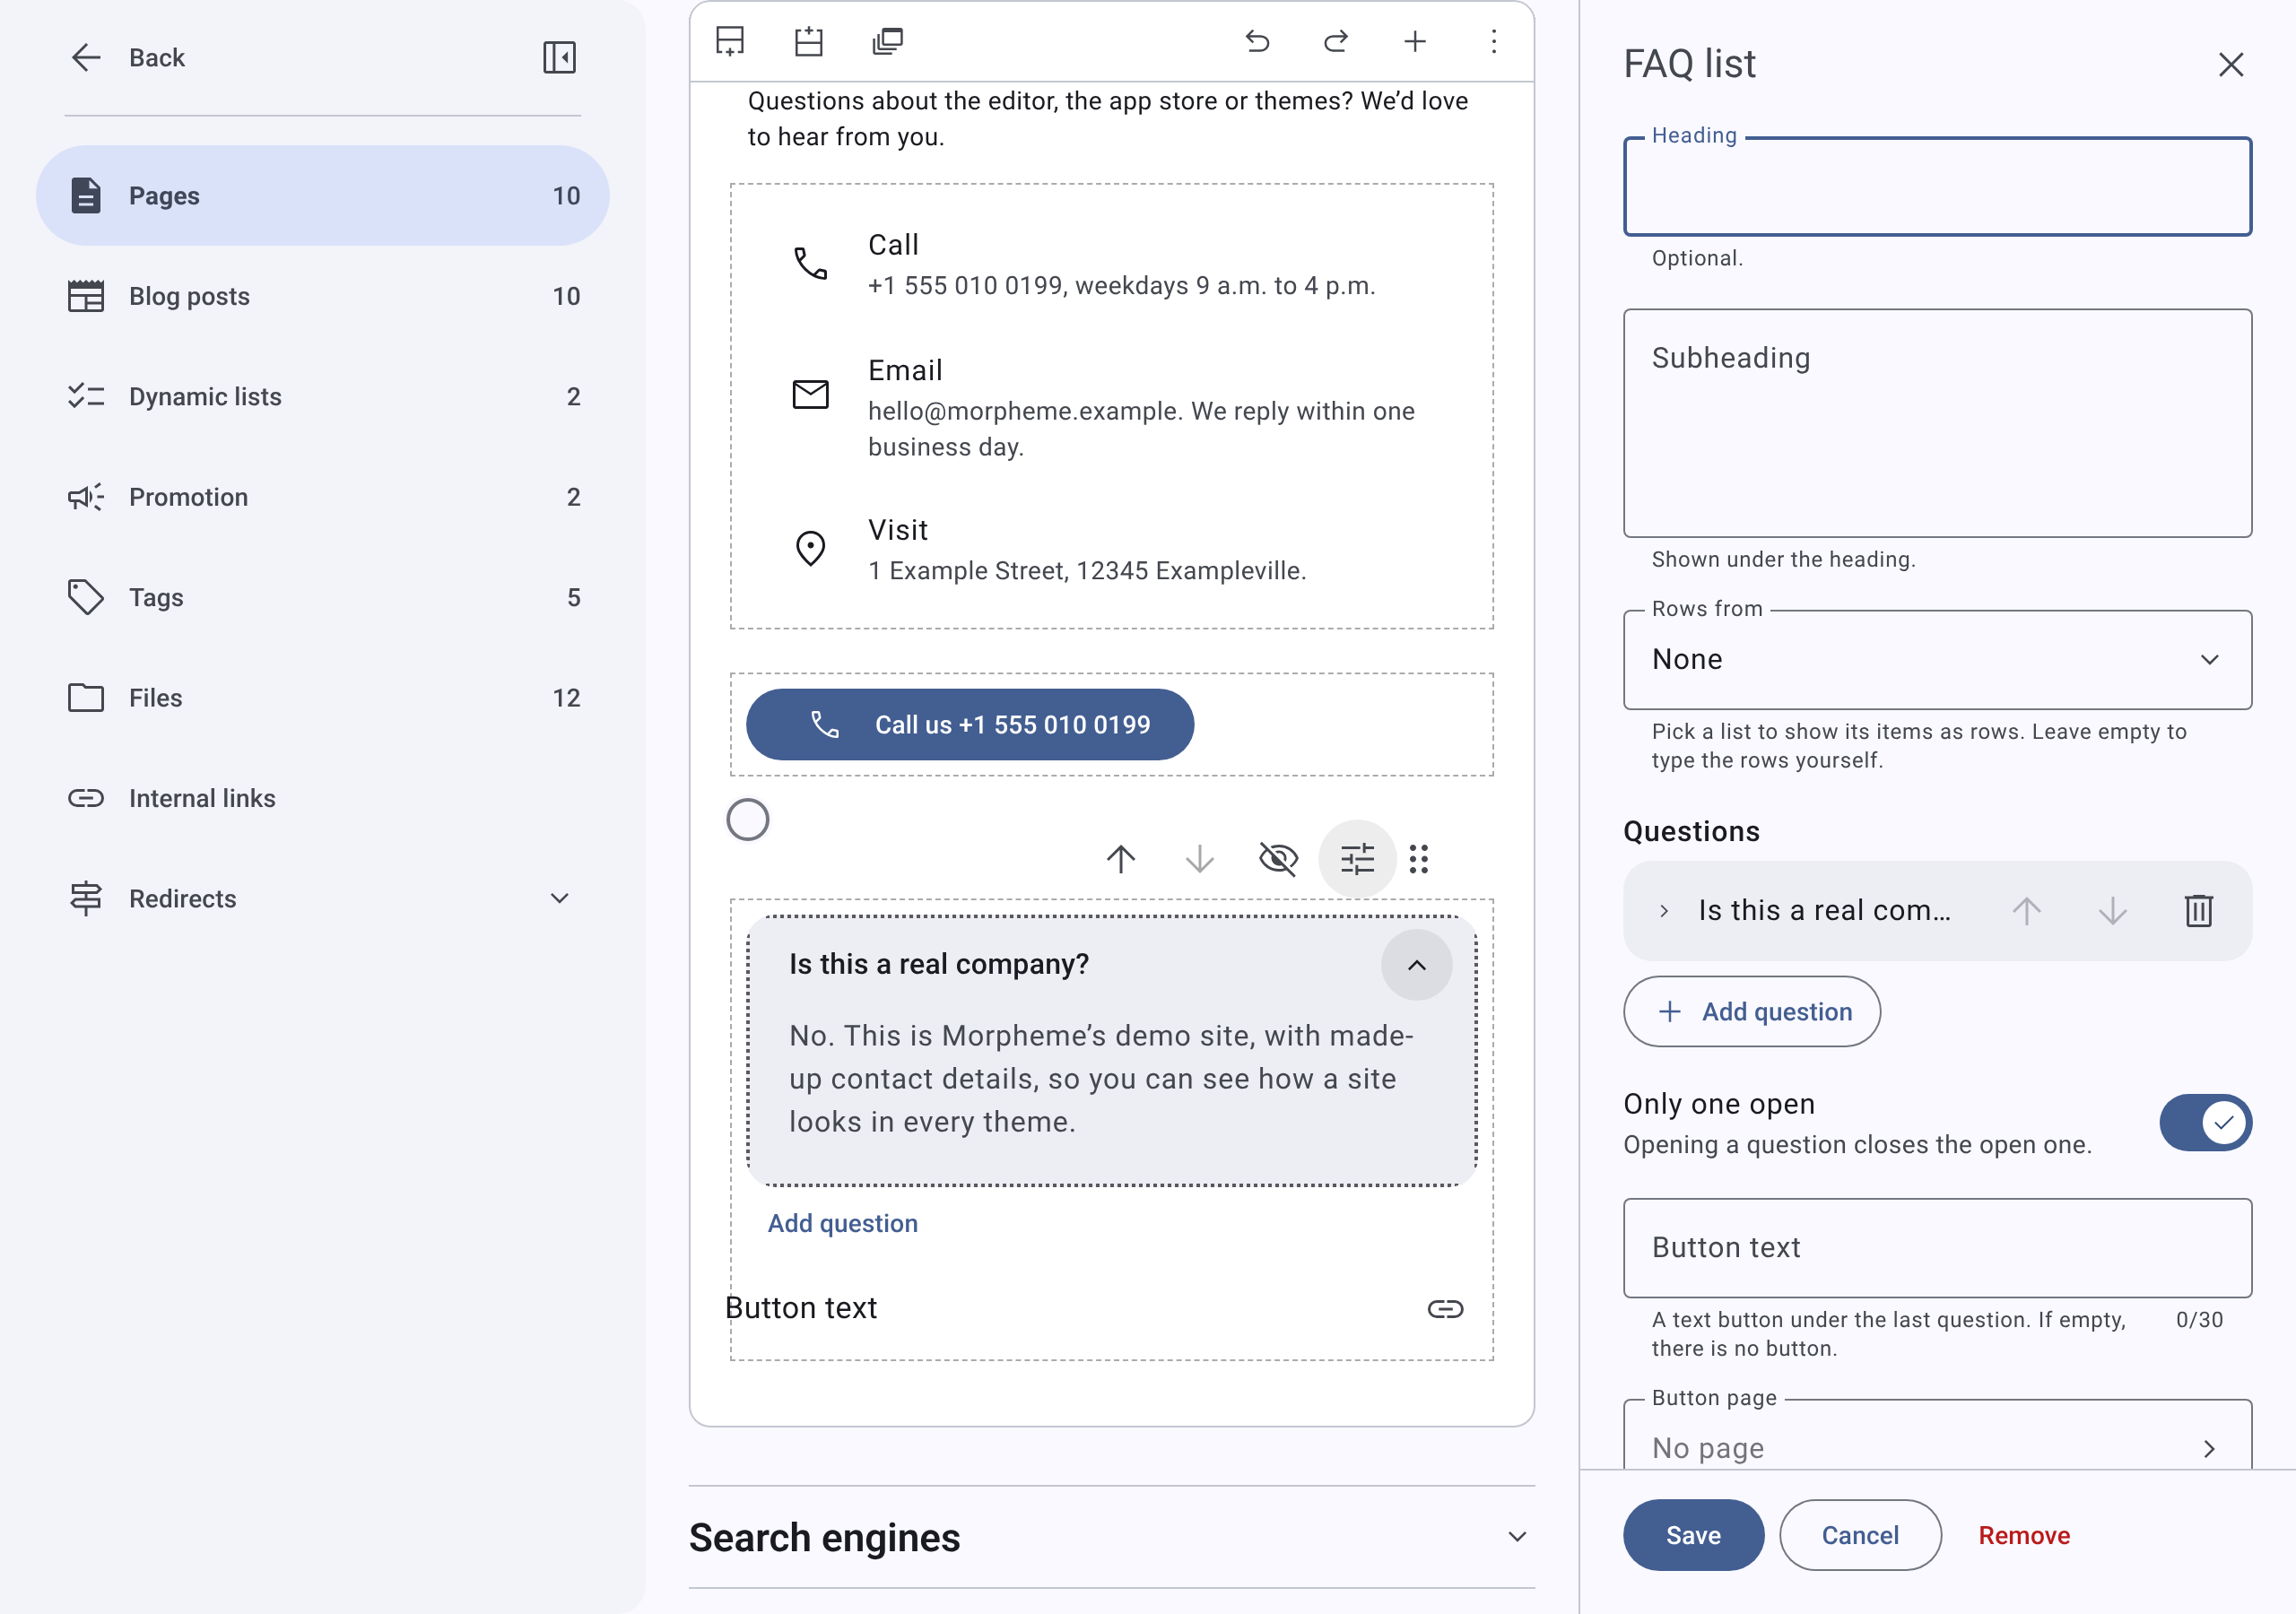 Back
Pages 10
Blog posts 10
Dynamic lists 2
Promotion 2
Tags 5
Files 12
Internal links
Redirects
Questions about the editor, the app store or themes? We’d love
to hear from you.
Call
+1 555 010 0199, weekdays 9 a.m. to 4 p.m.
Email
hello@morpheme.example. We reply within one
business day.
Visit
1 Example Street, 12345 Exampleville.
Call us +1 555 010 0199
Is this a real company?
No. This is Morpheme’s demo site, with made-
up contact details, so you can see how a site
looks in every theme.
Add question
Button text
Search engines
FAQ list
Heading
Optional.
Subheading
Shown under the heading.
Rows from
None
Pick a list to show its items as rows. Leave empty to
type the rows yourself.
Questions
Is this a real com…
Add question
Only one open
Opening a question closes the open one.
Button text
A text button under the last question. If empty, 0/30
there is no button.
Button page
No page
Save Cancel Remove